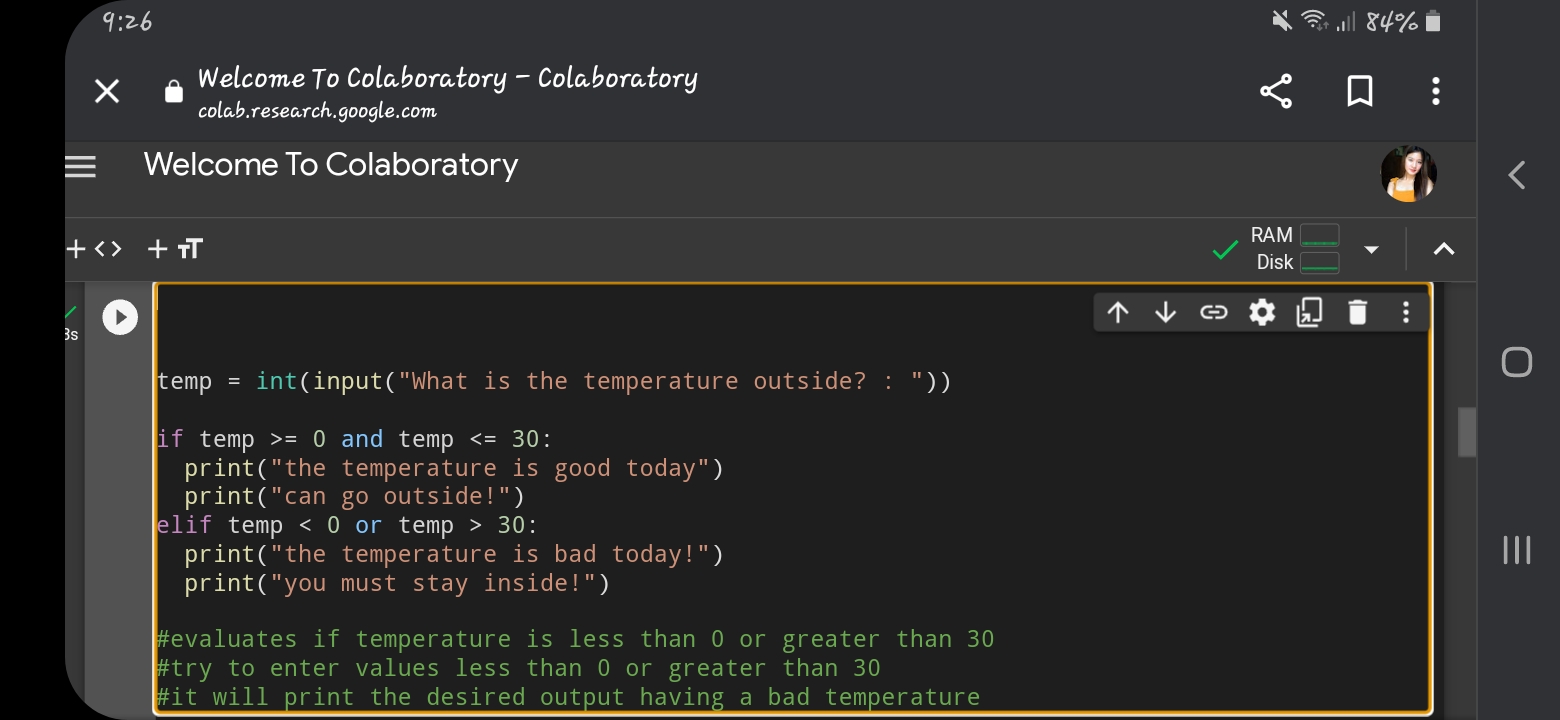 9:26
84%
Welcome To Colaboratory – Colaboratory
colab.research.google.com
Welcome To Colaboratory
+ <> + TT
RAM
Disk
temp = int(input("What is the temperature outside? : "))
if temp >= 0 and temp <= 30:
print("the temperature is good today")
print("can go outside!")
elif temp < 0 or temp > 30:
print("the temperature is bad today!")
print("you must stay inside!")
#evaluates if temperature is less than 0 or greater than 30
#try to enter values less than 0 or greater than 30
#it will print the desired output having a bad temperature